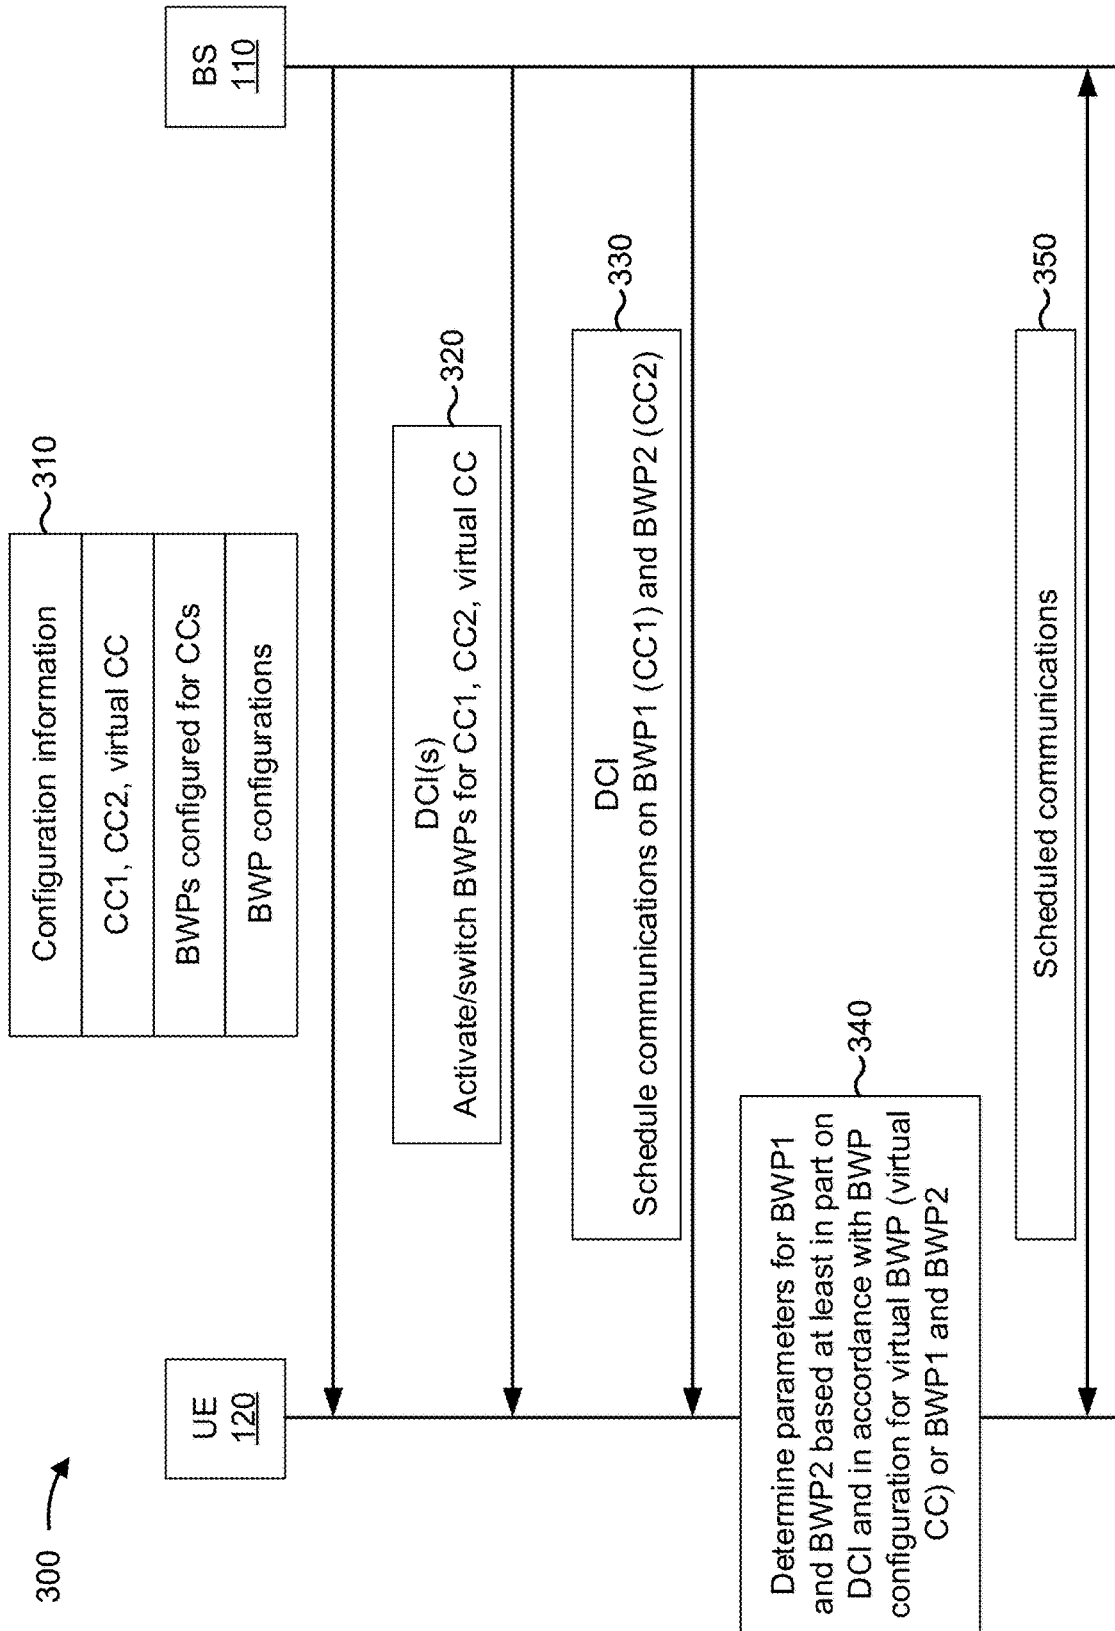 300
UE
120
BS
110
Configuration information
310
CC1, CC2, virtual CC
BWPs configured for CCs
BWP configurations
DCI(s)
Activate/switch BWPs for CC1, CC2, virtual CC
320
DCI
Schedule communications on BWP1 (CC1) and BWP2 (CC2)
330
Determine parameters for BWP1
and BWP2 based at least in part on
DCI and in accordance with BWP
configuration for virtual BWP (virtual
CC) or BWP1 and BWP2
340
Scheduled communications
350